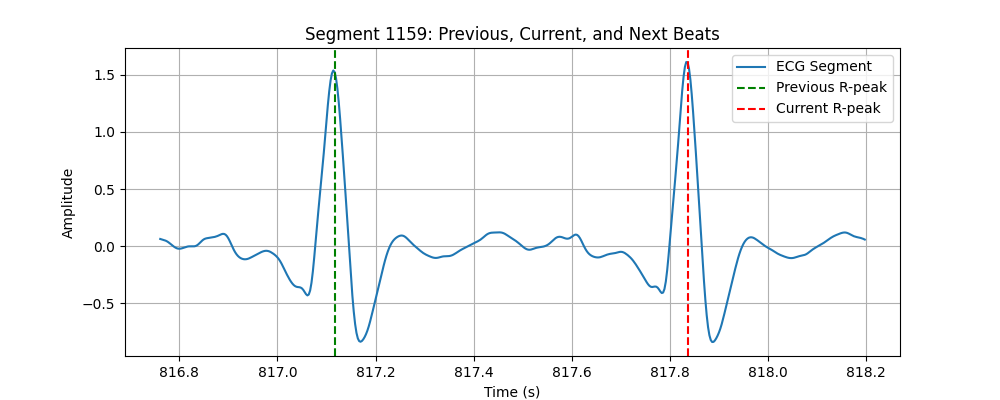 Segment 1159: Previous, Current, and Next Beats
ECG Segment
Previous R-peak
Current R-peak
Amplitude
1.5
1.0
0.5
0.0
−0.5
816.8 817.0 817.2 817.4 817.6 817.8 818.0 818.2
Time (s)